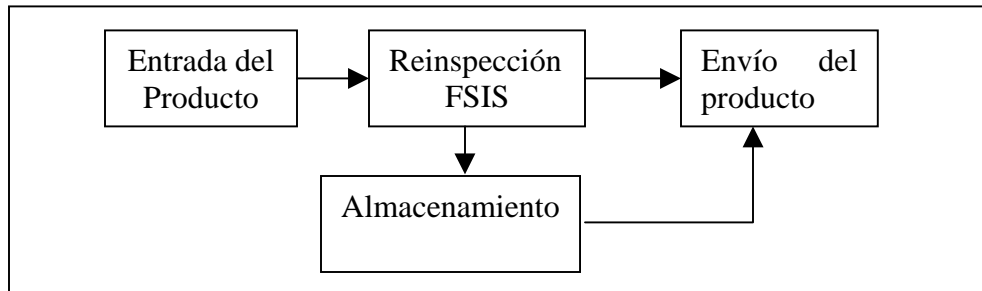 Entrada del
Producto
Reinspección
FSIS
Envío del
producto
Almacenamiento